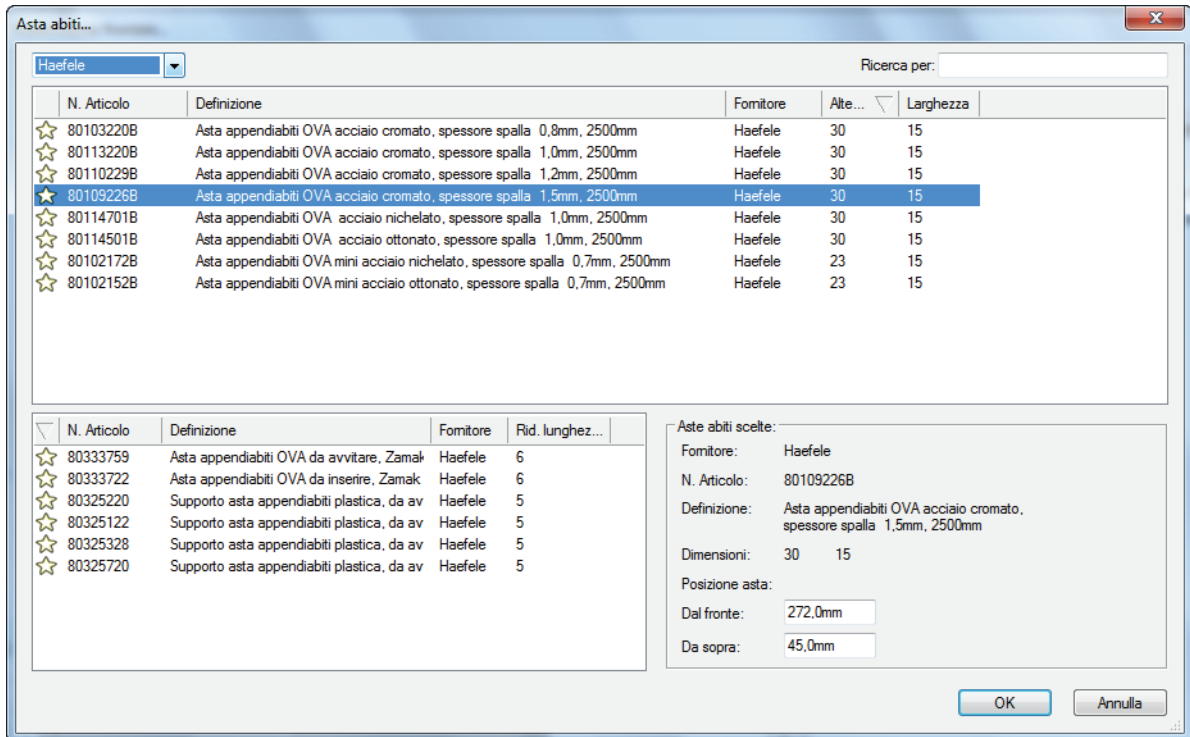 Asta abiti...
Haefele
Ricerca per:
N. Articolo Definizione Fornitore Alte... Larghezza
80103220B Asta appendiabiti OVA acciaio cromato, spessore spalla 0,8mm, 2500mm Haefele 30 15
80113220B Asta appendiabiti OVA acciaio cromato, spessore spalla 1,0mm, 2500mm Haefele 30 15
80110229B Asta appendiabiti OVA acciaio cromato, spessore spalla 1,2mm, 2500mm Haefele 30 15
80109226B Asta appendiabiti OVA acciaio cromato, spessore spalla 1,5mm, 2500mm Haefele 30 15
80114701B Asta appendiabiti OVA acciaio nichelato, spessore spalla 1,0mm, 2500mm Haefele 30 15
80114501B Asta appendiabiti OVA acciaio ottonato, spessore spalla 1,0mm, 2500mm Haefele 30 15
80102172B Asta appendiabiti OVA mini acciaio nichelato, spessore spalla 0,7mm, 2500mm Haefele 23 15
80102152B Asta appendiabiti OVA mini acciaio ottonato, spessore spalla 0,7mm, 2500mm Haefele 23 15
N. Articolo Definizione Fornitore Rid. lunghez...
80333759 Asta appendiabiti OVA da avvitare, Zamak Haefele 6
80333722 Asta appendiabiti OVA da inserire, Zamak Haefele 6
80325220 Supporto asta appendiabiti plastica, da av Haefele 5
80325122 Supporto asta appendiabiti plastica, da av Haefele 5
80325328 Supporto asta appendiabiti plastica, da av Haefele 5
80325720 Supporto asta appendiabiti plastica, da av Haefele 5
Aste abiti scelte:
Fornitore: Haefele
N. Articolo: 80109226B
Definizione: Asta appendiabiti OVA acciaio cromato,
spessore spalla 1,5mm, 2500mm
Dimensioni: 30 15
Posizione asta:
Dal fronte: 272,0mm
Da sopra: 45,0mm
OK Annulla